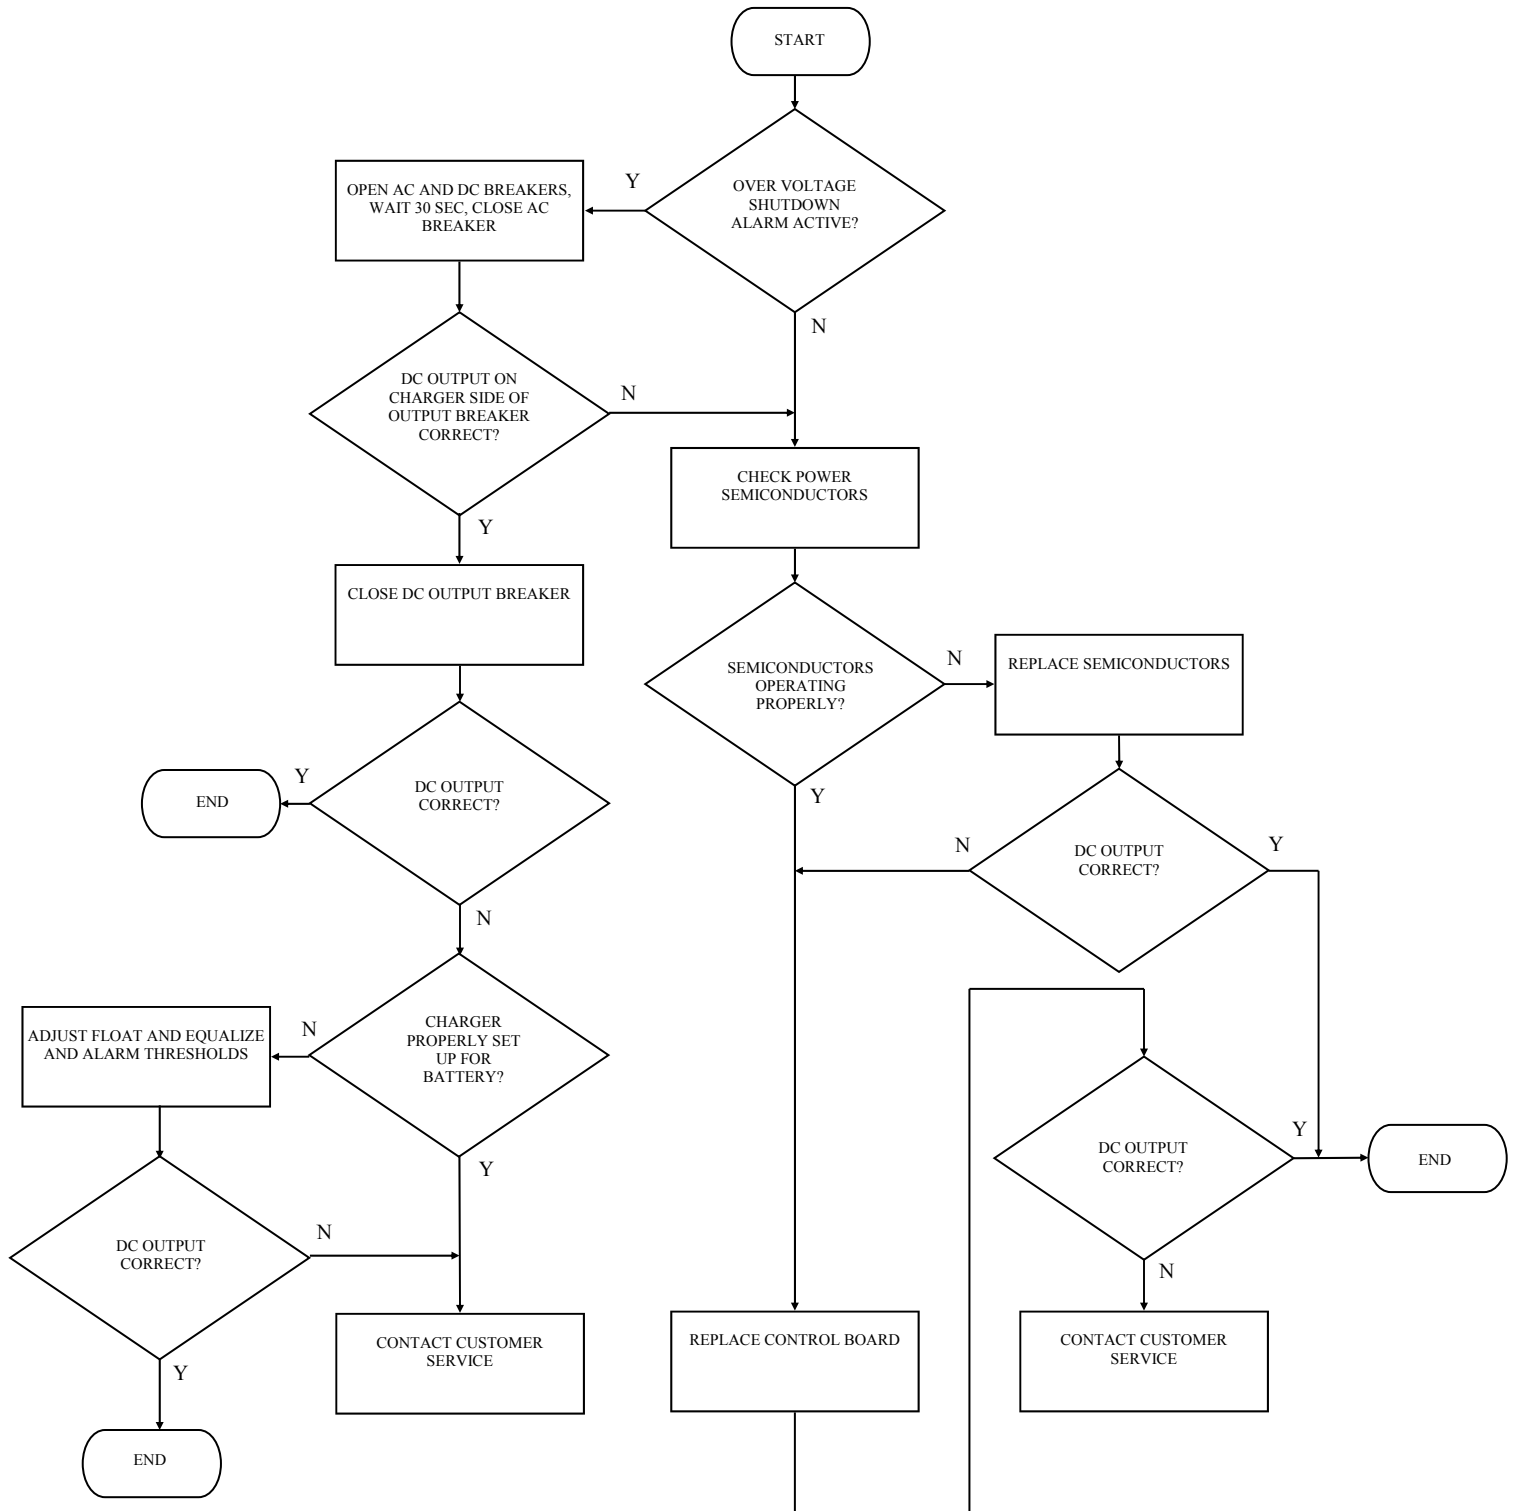 START
OVER VOLTAGE
SHUTDOWN
ALARM ACTIVE?
Y
N
OPEN AC AND DC BREAKERS,
WAIT 30 SEC, CLOSE AC
BREAKER
DC OUTPUT ON
CHARGER SIDE OF
OUTPUT BREAKER
CORRECT?
N
Y
CHECK POWER
SEMICONDUCTORS
CLOSE DC OUTPUT BREAKER
SEMICONDUCTORS
OPERATING
PROPERLY?
N
Y
REPLACE SEMICONDUCTORS
DC OUTPUT
CORRECT?
Y
N
END
DC OUTPUT
CORRECT?
N
Y
CHARGER
PROPERLY SET
UP FOR
BATTERY?
N
Y
ADJUST FLOAT AND EQUALIZE
AND ALARM THRESHOLDS
DC OUTPUT
CORRECT?
Y
N
END
DC OUTPUT
CORRECT?
N
Y
CONTACT CUSTOMER
SERVICE
REPLACE CONTROL BOARD
CONTACT CUSTOMER
SERVICE
END